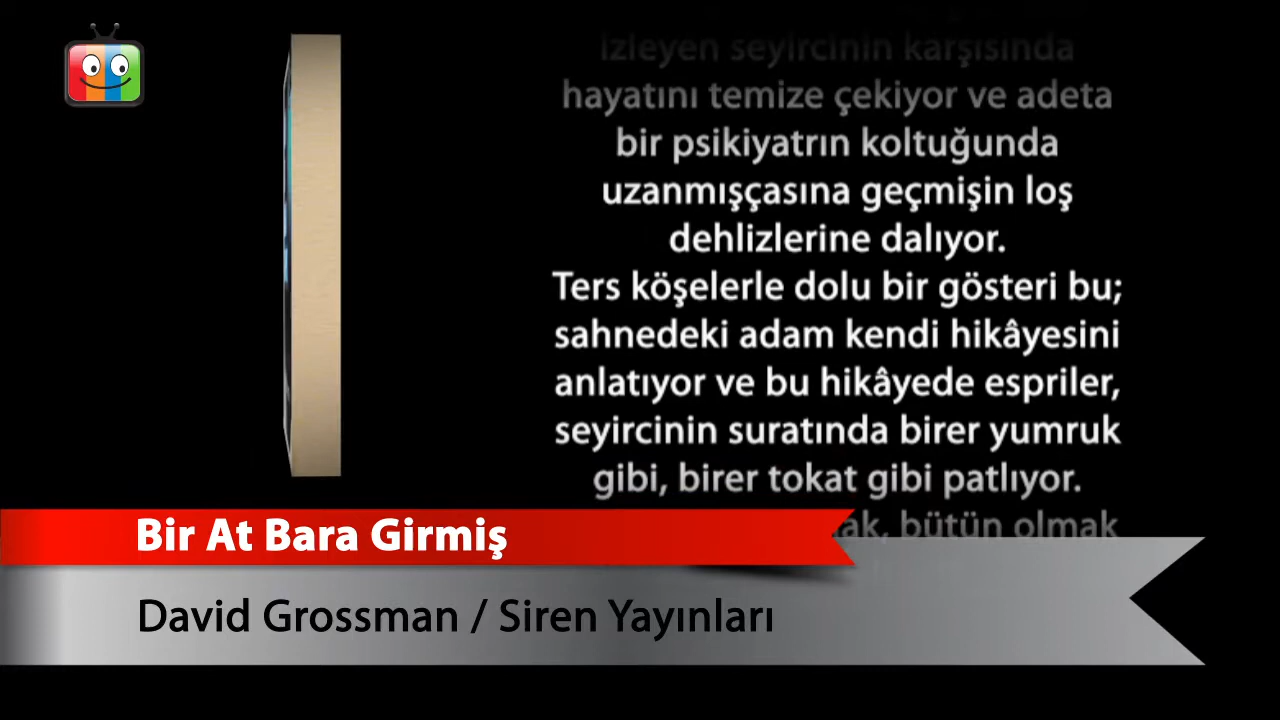 izleyen seyircinin karşısında
hayatını temize çekiyor ve adeta
bir psikiyatrın koltuğunda
uzanmışçasına geçmişin loş
dehlizlerine dalıyor.
Ters köşelerle dolu bir gösteri bu;
sahnedeki adam kendi hikâyesini
anlatıyor ve bu hikâyede espriler,
seyircinin suratında birer yumruk
gibi, birer tokat gibi patlıyor.
bütün olmak
Bir At Bara Girmiş
David Grossman / Siren Yayınları